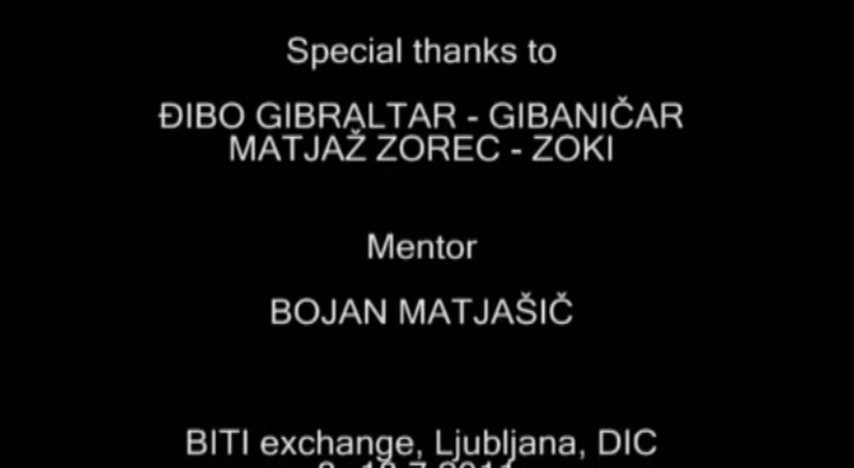 Special thanks to
ĐIBO GIBRALTAR - GIBANIČAR
MATJAŽ ZOREC - ZOKI
Mentor
BOJAN MATJAŠIČ
BITI exchange, Ljubljana, DIC